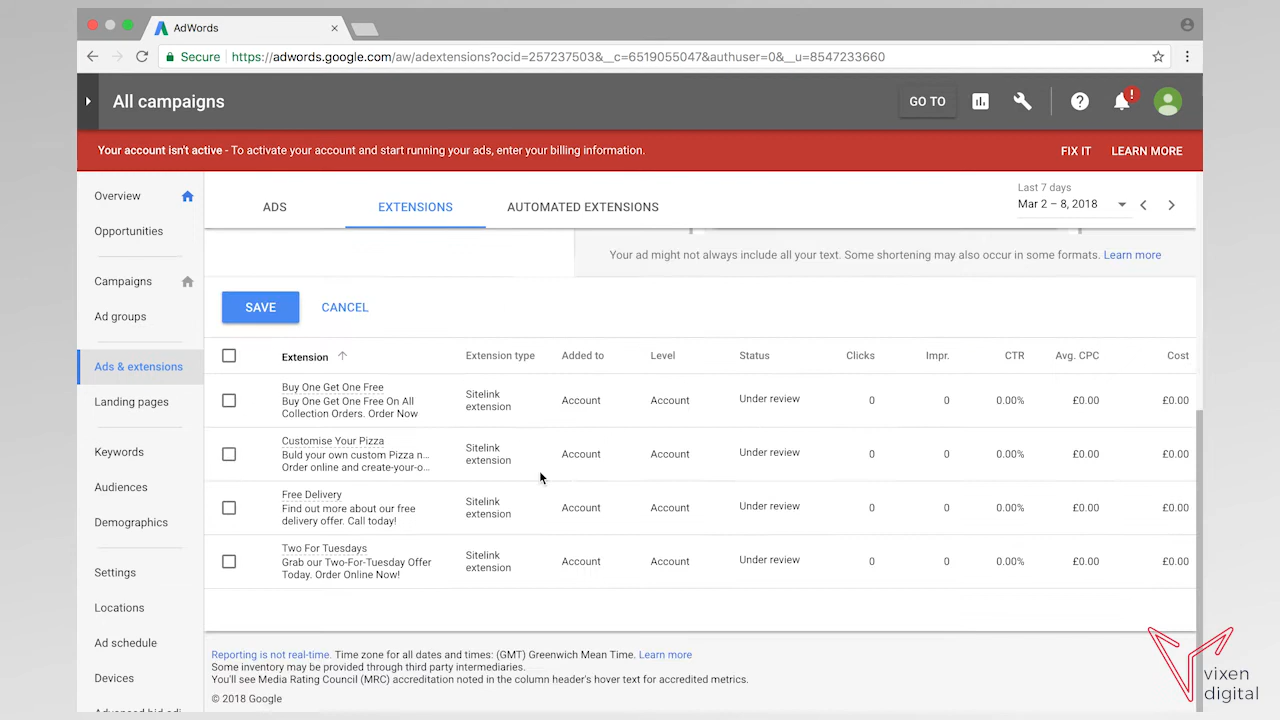 AdWords
Secure https://adwords.google.com/aw/adextensions?ocid=257237503&__c=6519055047&authuser=0&__u=8547233660
All campaigns
GO TO
Your account isn't active - To activate your account and start running your ads, enter your billing information.
FIX IT LEARN MORE
Overview
Opportunities
Campaigns
Ad groups
Ads & extensions
Landing pages
Keywords
Audiences
Demographics
Settings
Locations
Ad schedule
Devices
ADS EXTENSIONS AUTOMATED EXTENSIONS
Last 7 days
Mar 2 – 8, 2018
Your ad might not always include all your text. Some shortening may also occur in some formats. Learn more
SAVE CANCEL
Extension Extension type Added to Level Status Clicks Impr. CTR Avg. CPC Cost
Buy One Get One Free
Buy One Get One Free On All
Collection Orders. Order Now
Sitelink
extension
Account Account Under review 0 0 0.00% £0.00 £0.00
Customise Your Pizza
Buld your own custom Pizza n...
Order online and create-your-o...
Sitelink
extension
Account Account Under review 0 0 0.00% £0.00 £0.00
Free Delivery
Find out more about our free
delivery offer. Call today!
Sitelink
extension
Account Account Under review 0 0 0.00% £0.00 £0.00
Two For Tuesdays
Grab our Two-For-Tuesday Offer
Today. Order Online Now!
Sitelink
extension
Account Account Under review 0 0 0.00% £0.00 £0.00
Reporting is not real-time. Time zone for all dates and times: (GMT) Greenwich Mean Time. Learn more
Some inventory may be provided through third party intermediaries.
You'll see Media Rating Council (MRC) accreditation noted in the column header's hover text for accredited metrics.
© 2018 Google
vixen
digital